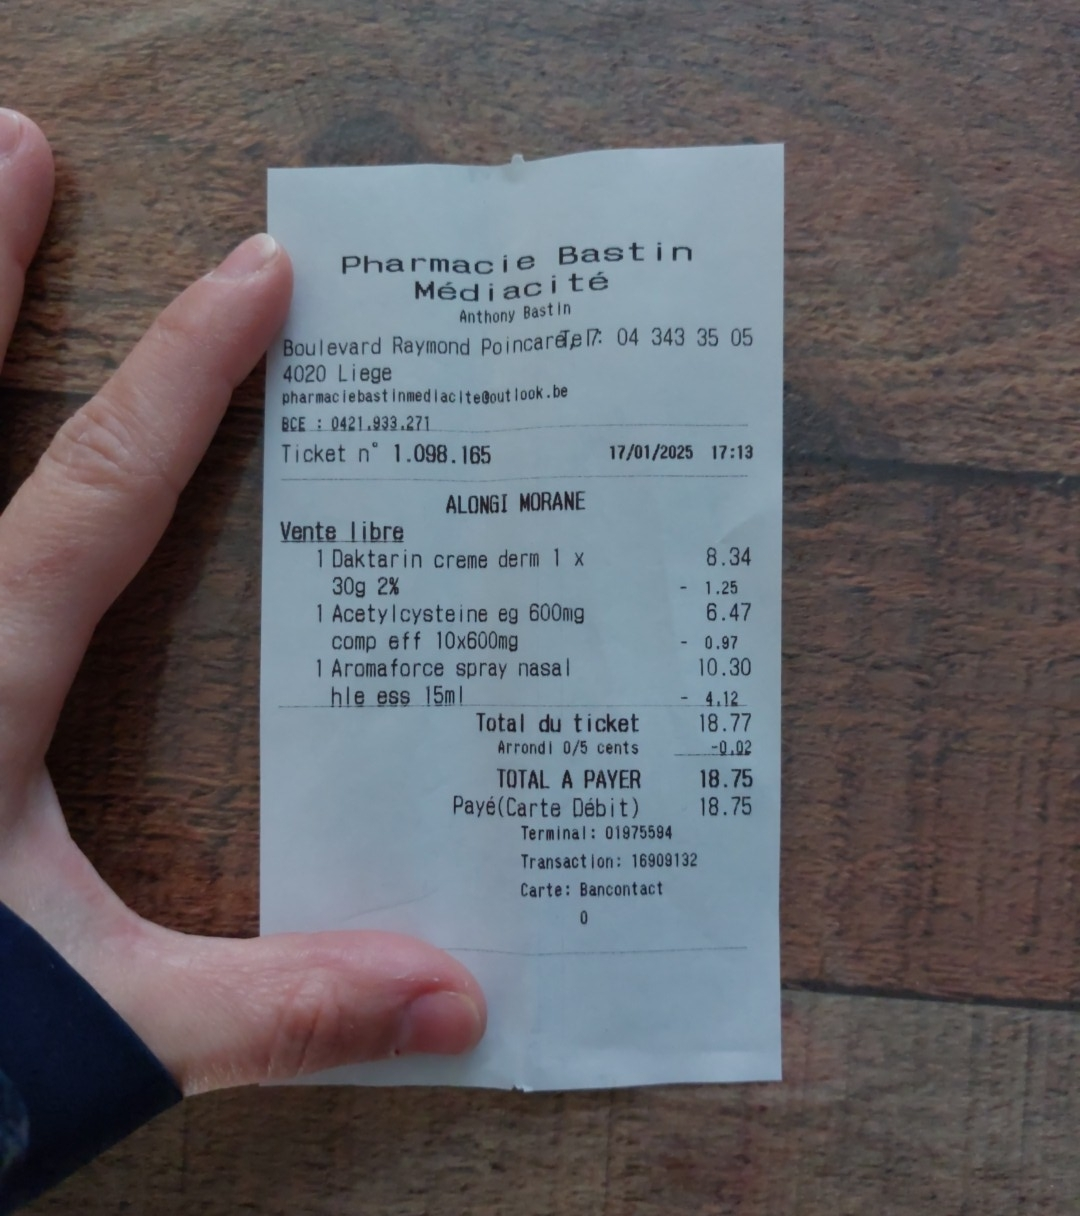 Pharmacie Bastin
Médiacité
Anthony Bastin
Boulevard Raymond Poincaré, 7 Tel : 04 343 35 05
4020 Liege
pharmaciebastinmediacite@outlook.be
BCE : 0421.933.271
Ticket n° 1.098.165 17/01/2025 17:13
ALONGI MORANE
Vente libre
1 Daktarin creme derm 1 x 8.34
30g 2% - 1.25
1 Acetylcysteine eg 600mg 6.47
comp eff 10x600mg - 0.97
1 Aromaforce spray nasal 10.30
hle ess 15ml - 4.12
Total du ticket 18.77
Arrondi 0/5 cents -0.02
TOTAL A PAYER 18.75
Payé(Carte Débit) 18.75
Terminal: 01975594
Transaction: 16909132
Carte: Bancontact
0